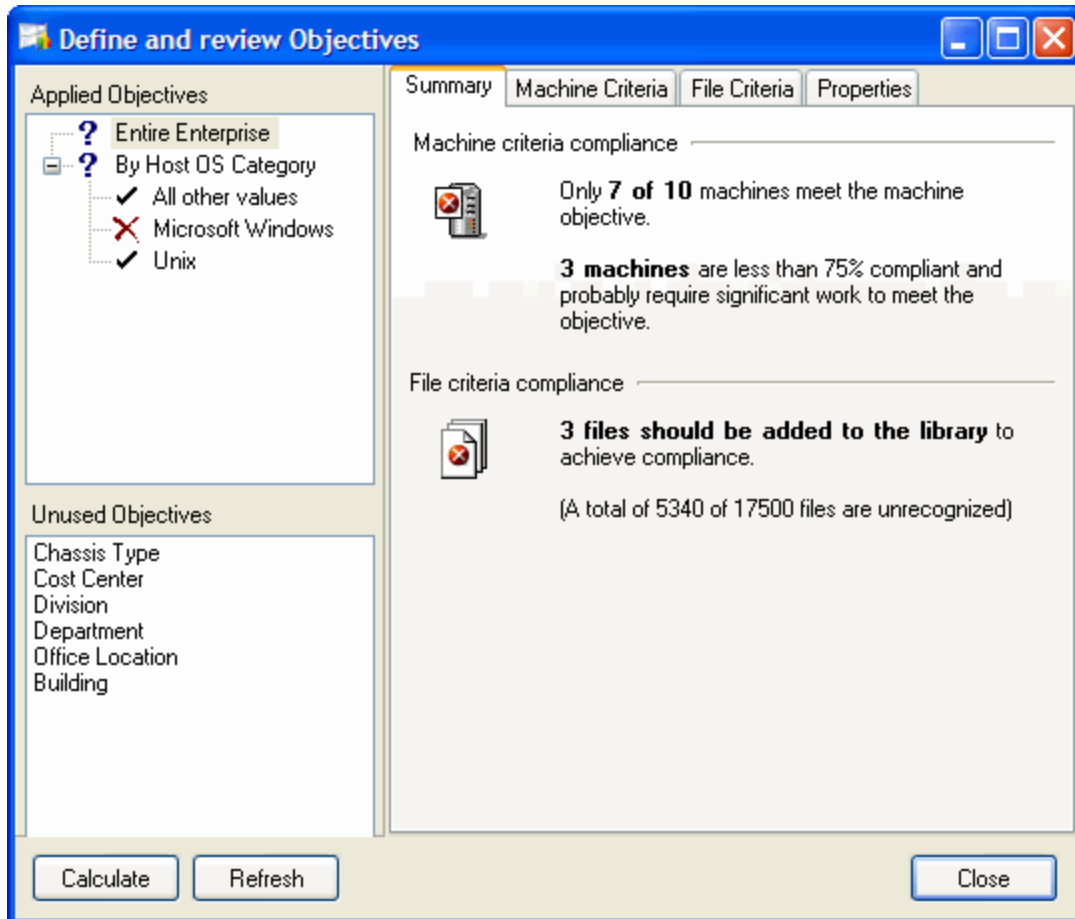 Define and review Objectives
Applied Objectives
? Entire Enterprise
? By Host OS Category
All other values
Microsoft Windows
Unix
Unused Objectives
Chassis Type
Cost Center
Division
Department
Office Location
Building
Summary
Machine Criteria
File Criteria
Properties
Machine criteria compliance
Only 7 of 10 machines meet the machine
objective.
3 machines are less than 75% compliant and
probably require significant work to meet the
objective.
File criteria compliance
3 files should be added to the library to
achieve compliance.
(A total of 5340 of 17500 files are unrecognized)
Calculate
Refresh
Close